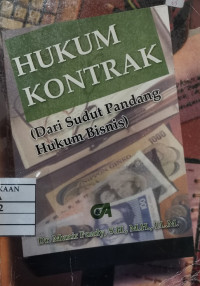 HUKUM
KONTRAK
(Dari Sudut Pandang
Hukum Bisnis)
KAAN
A
2